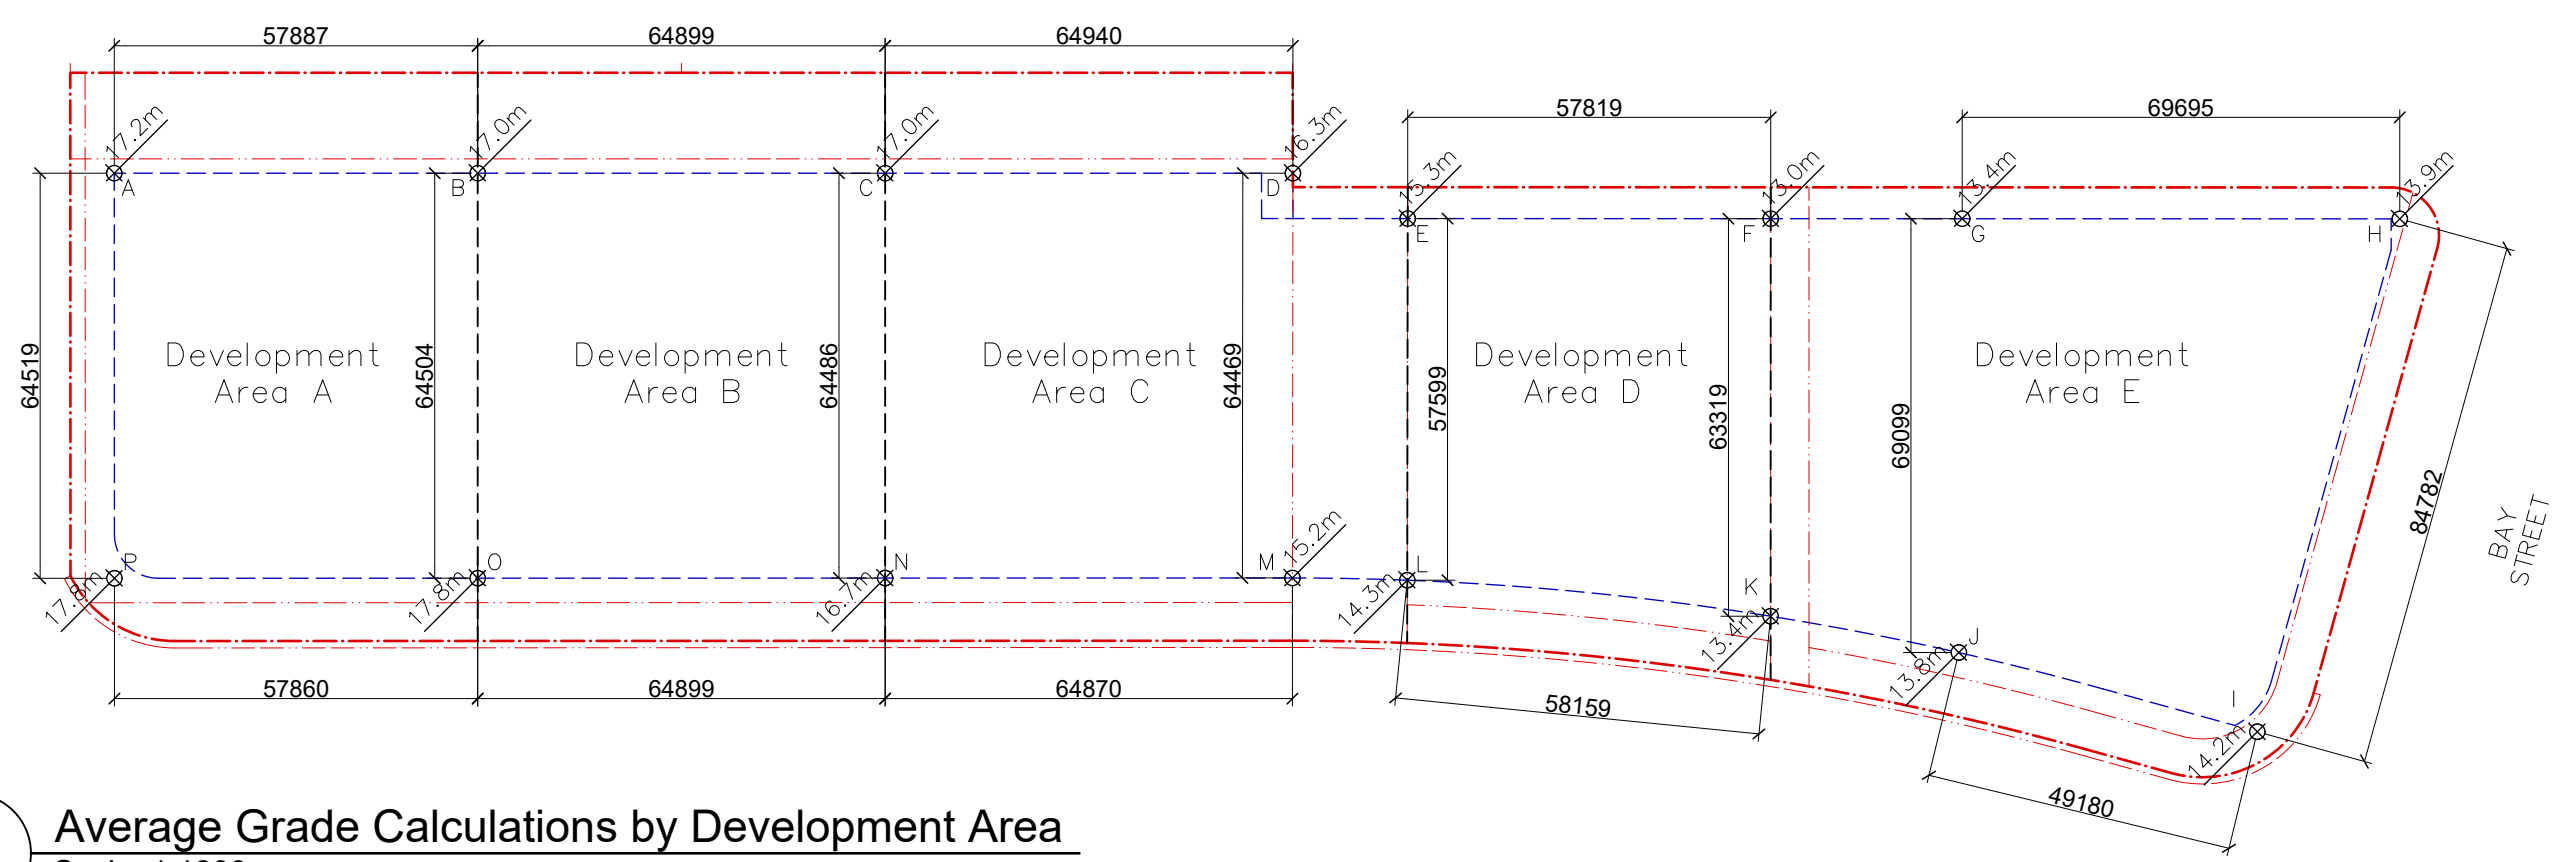 57887
64899
64940
57819
69695
17.2m
17.0m
17.0m
16.3m
15.3m
13.0m
13.4m
13.9m
A
B
C
D
E
F
G
H
Development
Area A
Development
Area B
Development
Area C
Development
Area D
Development
Area E
64519
64504
64486
64469
57599
63319
69099
84782
BAY
STREET
P
O
N
M
L
K
J
I
17.8m
17.8m
16.7m
15.2m
14.3m
13.4m
13.8m
14.2m
57860
64899
64870
58159
49180
Average Grade Calculations by Development Area